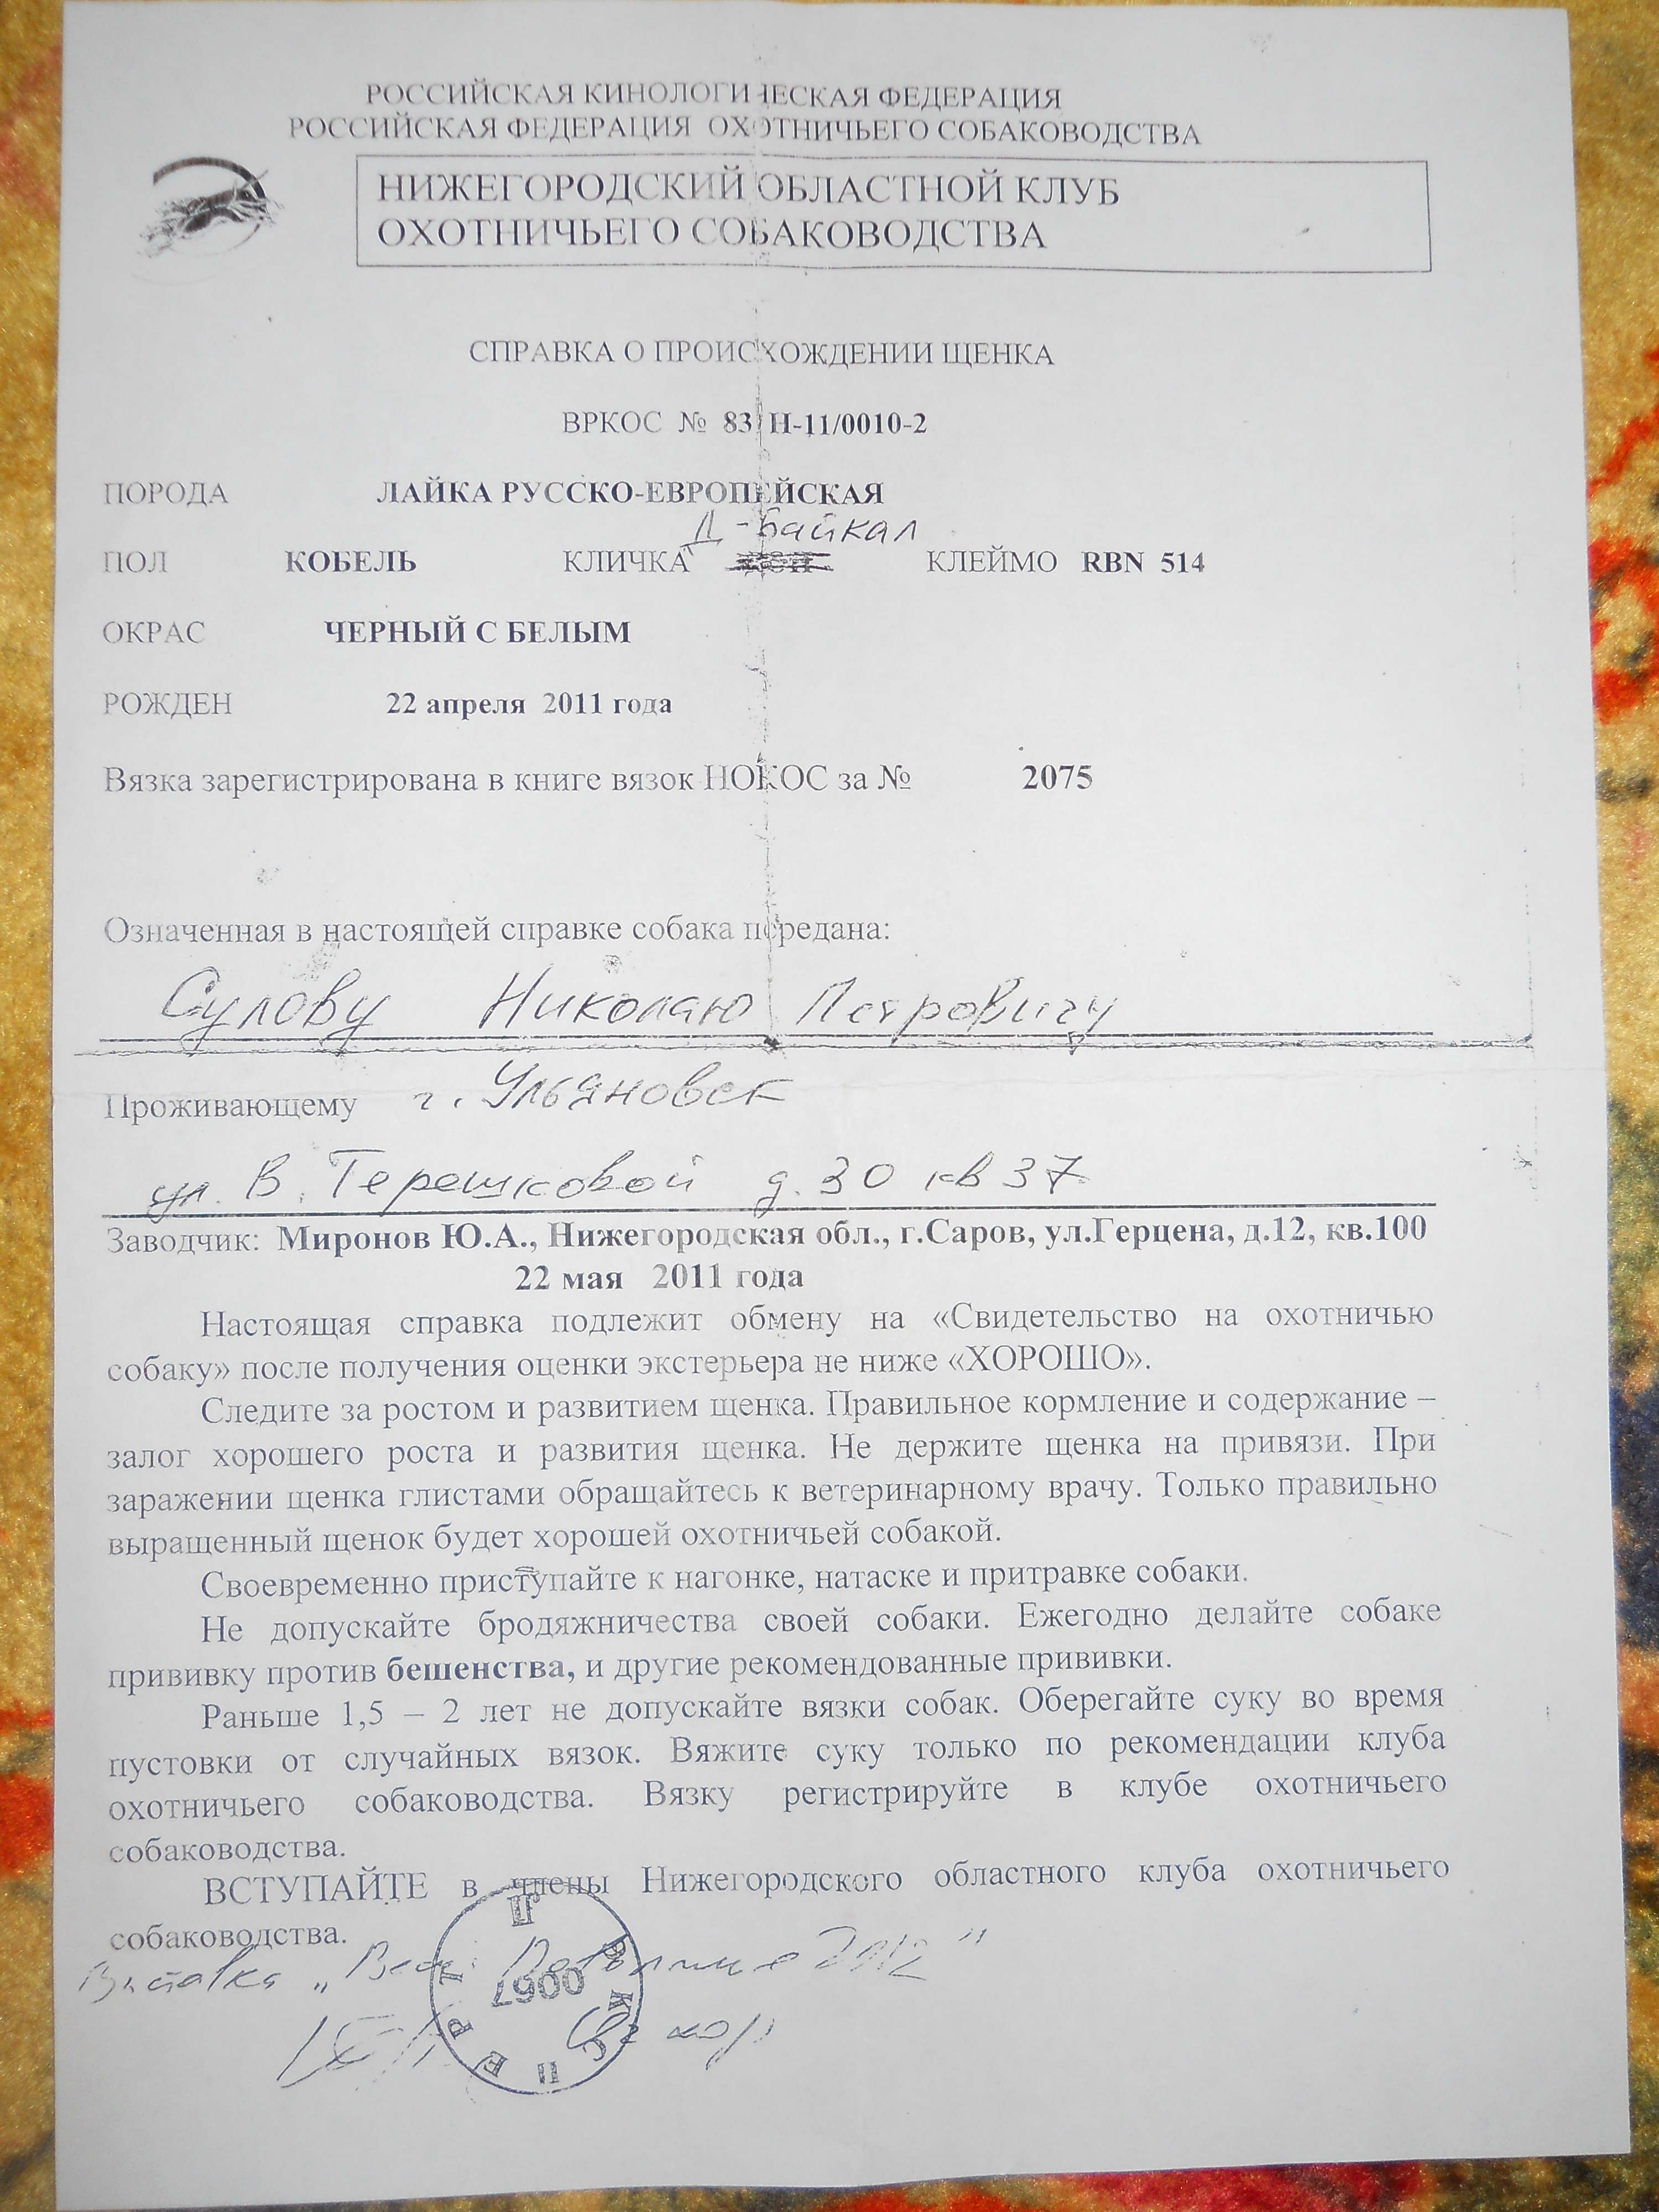 РОССИЙСКАЯ КИНОЛОГИЧЕСКАЯ ФЕДЕРАЦИЯ
РОССИЙСКАЯ ФЕДЕРАЦИЯ ОХОТНИЧЬЕГО СОБАКОВОДСТВА
НИЖЕГОРОДСКИЙ ОБЛАСТНОЙ КЛУБ
ОХОТНИЧЬЕГО СОБАКОВОДСТВА
СПРАВКА О ПРОИСХОЖДЕНИИ ЩЕНКА
ВРКОС № 83/Н-11/0010-2
ПОРОДА ЛАЙКА РУССКО-ЕВРОПЕЙСКАЯ
Д-Байкал
ПОЛ КОБЕЛЬ КЛИЧКА КЛЕЙМО RBN 514
ОКРАС ЧЕРНЫЙ С БЕЛЫМ
РОЖДЕН 22 апреля 2011 года
Вязка зарегистрирована в книге вязок НОКОС за № 2075
Означенная в настоящей справке собака передана:
Сулову Николаю Петровичу
Проживающему г. Ульяновск
ул. В. Терешковой д. 30 кв 37
Заводчик: Миронов Ю.А., Нижегородская обл., г.Саров, ул.Герцена, д.12, кв.100
22 мая 2011 года
Настоящая справка подлежит обмену на «Свидетельство на охотничью
собаку» после получения оценки экстерьера не ниже «ХОРОШО».
Следите за ростом и развитием щенка. Правильное кормление и содержание –
залог хорошего роста и развития щенка. Не держите щенка на привязи. При
заражении щенка глистами обращайтесь к ветеринарному врачу. Только правильно
выращенный щенок будет хорошей охотничьей собакой.
Своевременно приступайте к нагонке, натаске и притравке собаки.
Не допускайте бродяжничества своей собаки. Ежегодно делайте собаке
прививку против бешенства, и другие рекомендованные прививки.
Раньше 1,5 – 2 лет не допускайте вязки собак. Оберегайте суку во время
пустовки от случайных вязок. Вяжите суку только по рекомендации клуба
охотничьего собаководства. Вязку регистрируйте в клубе охотничьего
собаководства.
ВСТУПАЙТЕ в члены Нижегородского областного клуба охотничьего
собаководства.
Выставка 2012"
0067
ЭКСПЕРТ